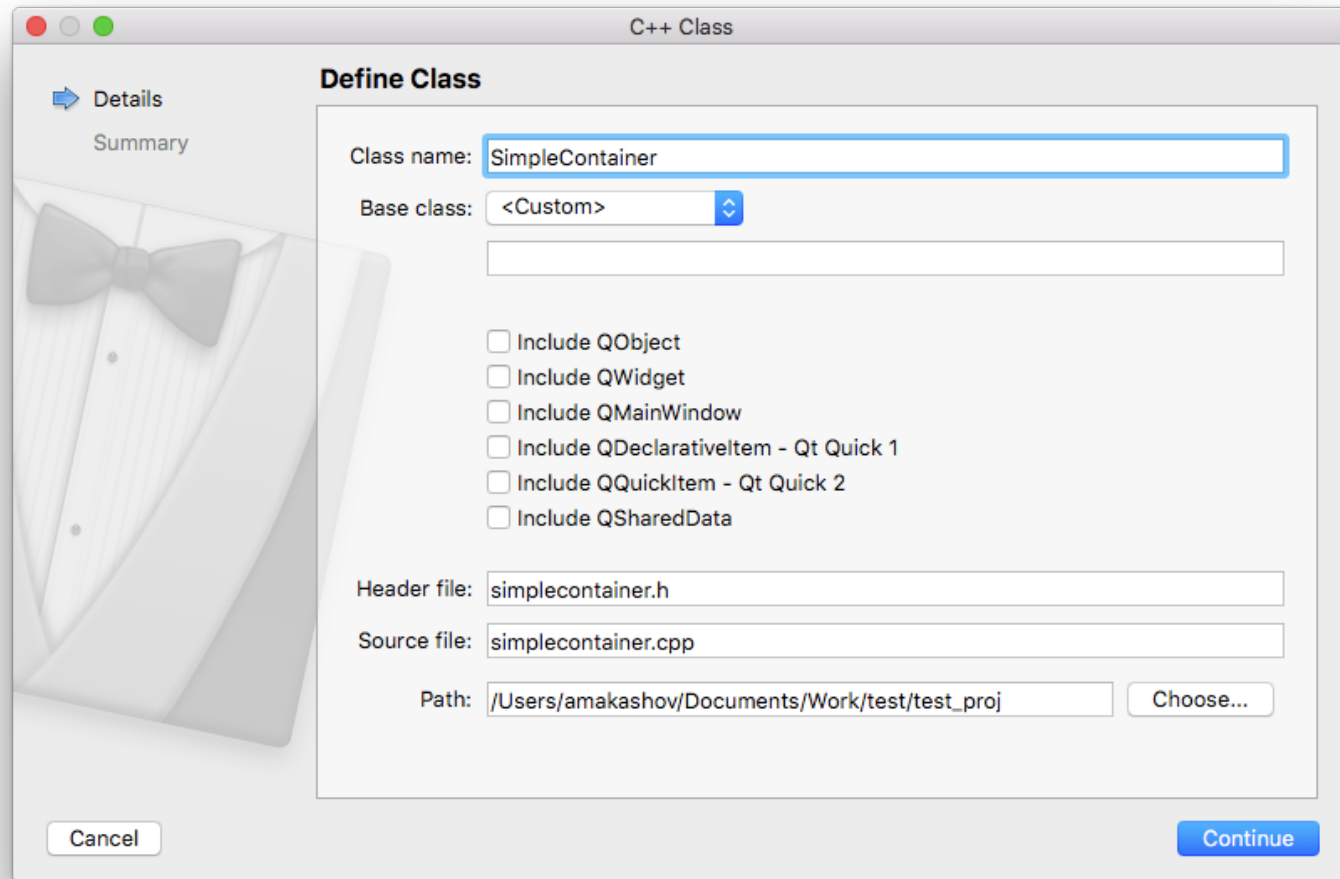 C++ Class
Details
Summary
Define Class
Class name: SimpleContainer
Base class: <Custom>
Include QObject
Include QWidget
Include QMainWindow
Include QDeclarativeItem - Qt Quick 1
Include QQuickItem - Qt Quick 2
Include QSharedData
Header file: simplecontainer.h
Source file: simplecontainer.cpp
Path: /Users/amakashov/Documents/Work/test/test_proj Choose...
Cancel Continue